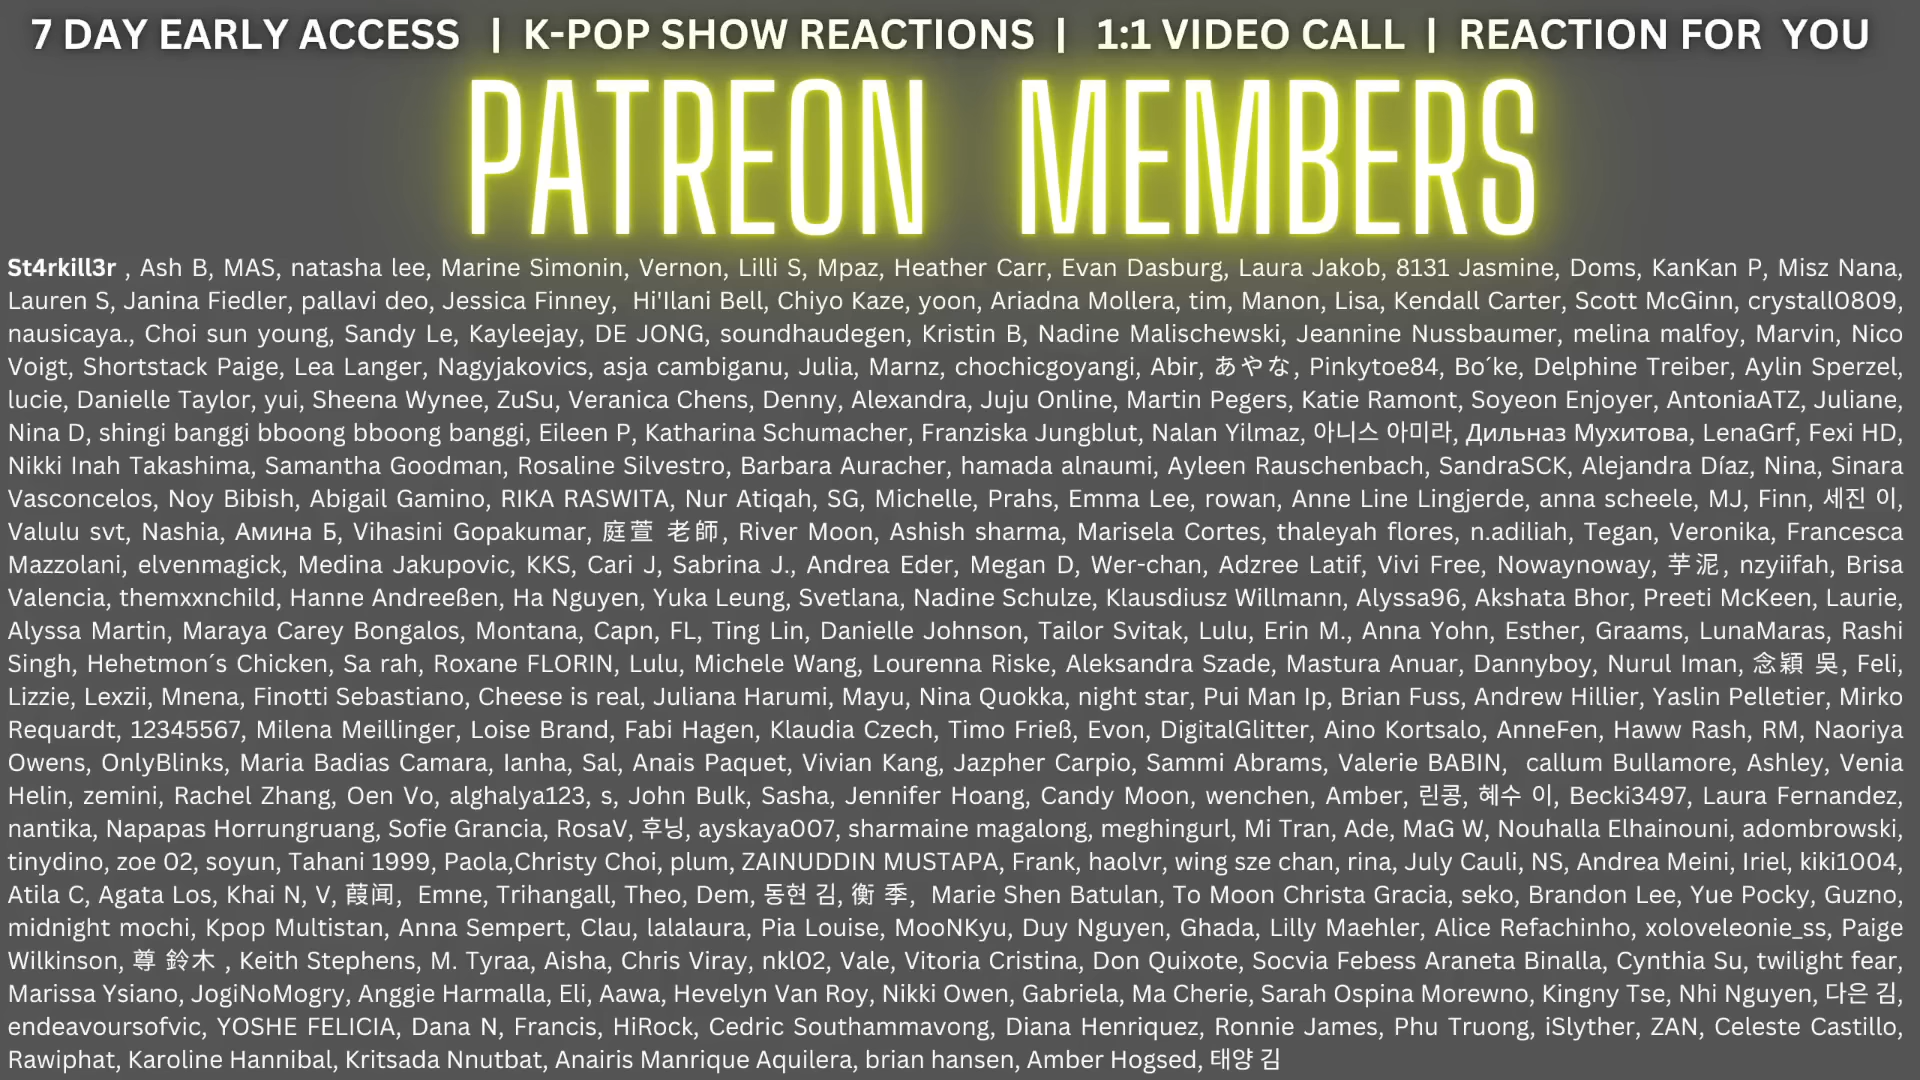 7 DAY EARLY ACCESS | K-POP SHOW REACTIONS | 1:1 VIDEO CALL | REACTION FOR YOU
PATREON MEMBERS
St4rkill3r , Ash B, MAS, natasha lee, Marine Simonin, Vernon, Lilli S, Mpaz, Heather Carr, Evan Dasburg, Laura Jakob, 8131 Jasmine, Doms, KanKan P, Misz Nana,
Lauren S, Janina Fiedler, pallavi deo, Jessica Finney, Hi'Ilani Bell, Chiyo Kaze, yoon, Ariadna Mollera, tim, Manon, Lisa, Kendall Carter, Scott McGinn, crystall0809,
nausicaya., Choi sun young, Sandy Le, Kayleejay, DE JONG, soundhaudegen, Kristin B, Nadine Malischewski, Jeannine Nussbaumer, melina malfoy, Marvin, Nico
Voigt, Shortstack Paige, Lea Langer, Nagyjakovics, asja cambiganu, Julia, Marnz, chochicgoyangi, Abir, あやな, Pinkytoe84, Bo´ke, Delphine Treiber, Aylin Sperzel,
lucie, Danielle Taylor, yui, Sheena Wynee, ZuSu, Veranica Chens, Denny, Alexandra, Juju Online, Martin Pegers, Katie Ramont, Soyeon Enjoyer, AntoniaATZ, Juliane,
Nina D, shingi banggi bboong bboong banggi, Eileen P, Katharina Schumacher, Franziska Jungblut, Nalan Yilmaz, 아니스 아미라, Дильназ Мухитова, LenaGrf, Fexi HD,
Nikki Inah Takashima, Samantha Goodman, Rosaline Silvestro, Barbara Auracher, hamada alnaumi, Ayleen Rauschenbach, SandraSCK, Alejandra Díaz, Nina, Sinara
Vasconcelos, Noy Bibish, Abigail Gamino, RIKA RASWITA, Nur Atiqah, SG, Michelle, Prahs, Emma Lee, rowan, Anne Line Lingjerde, anna scheele, MJ, Finn, 세진 이,
Valulu svt, Nashia, Амина Б, Vihasini Gopakumar, 庭萱 老師, River Moon, Ashish sharma, Marisela Cortes, thaleyah flores, n.adiliah, Tegan, Veronika, Francesca
Mazzolani, elvenmagick, Medina Jakupovic, KKS, Cari J, Sabrina J., Andrea Eder, Megan D, Wer-chan, Adzree Latif, Vivi Free, Nowaynoway, 芋泥, nzyiifah, Brisa
Valencia, themxxnchild, Hanne Andreeßen, Ha Nguyen, Yuka Leung, Svetlana, Nadine Schulze, Klausdiusz Willmann, Alyssa96, Akshata Bhor, Preeti McKeen, Laurie,
Alyssa Martin, Maraya Carey Bongalos, Montana, Capn, FL, Ting Lin, Danielle Johnson, Tailor Svitak, Lulu, Erin M., Anna Yohn, Esther, Graams, LunaMaras, Rashi
Singh, Hehetmon´s Chicken, Sa rah, Roxane FLORIN, Lulu, Michele Wang, Lourenna Riske, Aleksandra Szade, Mastura Anuar, Dannyboy, Nurul Iman, 念穎 吳, Feli,
Lizzie, Lexzii, Mnena, Finotti Sebastiano, Cheese is real, Juliana Harumi, Mayu, Nina Quokka, night star, Pui Man Ip, Brian Fuss, Andrew Hillier, Yaslin Pelletier, Mirko
Requardt, 12345567, Milena Meillinger, Loise Brand, Fabi Hagen, Klaudia Czech, Timo Frieß, Evon, DigitalGlitter, Aino Kortsalo, AnneFen, Haww Rash, RM, Naoriya
Owens, OnlyBlinks, Maria Badias Camara, Ianha, Sal, Anais Paquet, Vivian Kang, Jazpher Carpio, Sammi Abrams, Valerie BABIN, callum Bullamore, Ashley, Venia
Helin, zemini, Rachel Zhang, Oen Vo, alghalya123, s, John Bulk, Sasha, Jennifer Hoang, Candy Moon, wenchen, Amber, 린콩, 혜수 이, Becki3497, Laura Fernandez,
nantika, Napapas Horrungruang, Sofie Grancia, RosaV, 후닝, ayskaya007, sharmaine magalong, meghingurl, Mi Tran, Ade, MaG W, Nouhalla Elhainouni, adombrowski,
tinydino, zoe 02, soyun, Tahani 1999, Paola,Christy Choi, plum, ZAINUDDIN MUSTAPA, Frank, haolvr, wing sze chan, rina, July Cauli, NS, Andrea Meini, Iriel, kiki1004,
Atila C, Agata Los, Khai N, V, 葭闻, Emne, Trihangall, Theo, Dem, 동현 김, 衡 季, Marie Shen Batulan, To Moon Christa Gracia, seko, Brandon Lee, Yue Pocky, Guzno,
midnight mochi, Kpop Multistan, Anna Sempert, Clau, lalalaura, Pia Louise, MooNKyu, Duy Nguyen, Ghada, Lilly Maehler, Alice Refachinho, xoloveleonie_ss, Paige
Wilkinson, 尊 鈴木 , Keith Stephens, M. Tyraa, Aisha, Chris Viray, nkl02, Vale, Vitoria Cristina, Don Quixote, Socvia Febess Araneta Binalla, Cynthia Su, twilight fear,
Marissa Ysiano, JogiNoMogry, Anggie Harmalla, Eli, Aawa, Hevelyn Van Roy, Nikki Owen, Gabriela, Ma Cherie, Sarah Ospina Morewno, Kingny Tse, Nhi Nguyen, 다은 김,
endeavoursofvic, YOSHE FELICIA, Dana N, Francis, HiRock, Cedric Southammavong, Diana Henriquez, Ronnie James, Phu Truong, iSlyther, ZAN, Celeste Castillo,
Rawiphat, Karoline Hannibal, Kritsada Nnutbat, Anairis Manrique Aquilera, brian hansen, Amber Hogsed, 태양 김